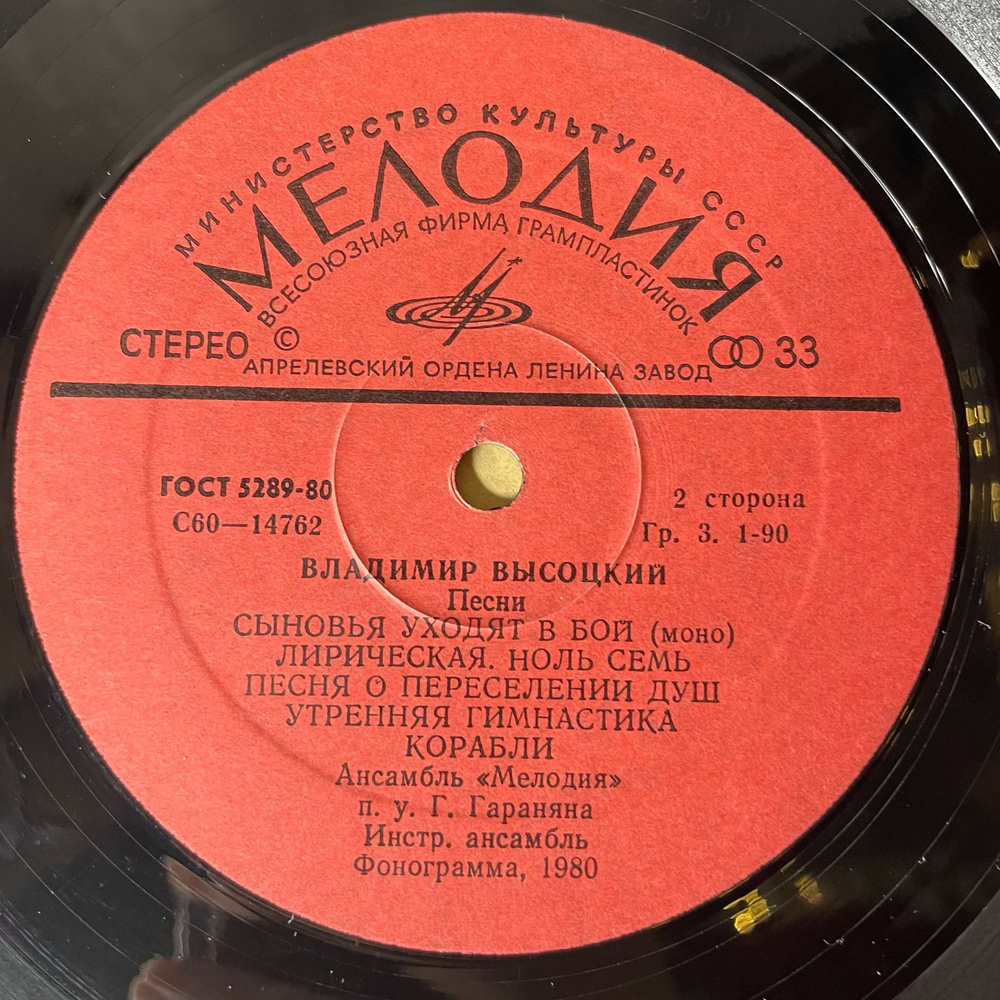 МИНИСТЕРСТВО КУЛЬТУРЫ СССР
МЕЛОДИЯ
ВСЕСОЮЗНАЯ ФИРМА ГРАМПЛАСТИНОК
СТЕРЕО ©
33
АПРЕЛЕВСКИЙ ОРДЕНА ЛЕНИНА ЗАВОД
ГОСТ 5289-80
С60—14762
2 сторона
Гр. 3. 1-90
ВЛАДИМИР ВЫСОЦКИЙ
Песни
СЫНОВЬЯ УХОДЯТ В БОЙ (моно)
ЛИРИЧЕСКАЯ. НОЛЬ СЕМЬ
ПЕСНЯ О ПЕРЕСЕЛЕНИИ ДУШ
УТРЕННЯЯ ГИМНАСТИКА
КОРАБЛИ
Ансамбль «Мелодия»
п. у. Г. Гараняна
Инстр. ансамбль
Фонограмма, 1980